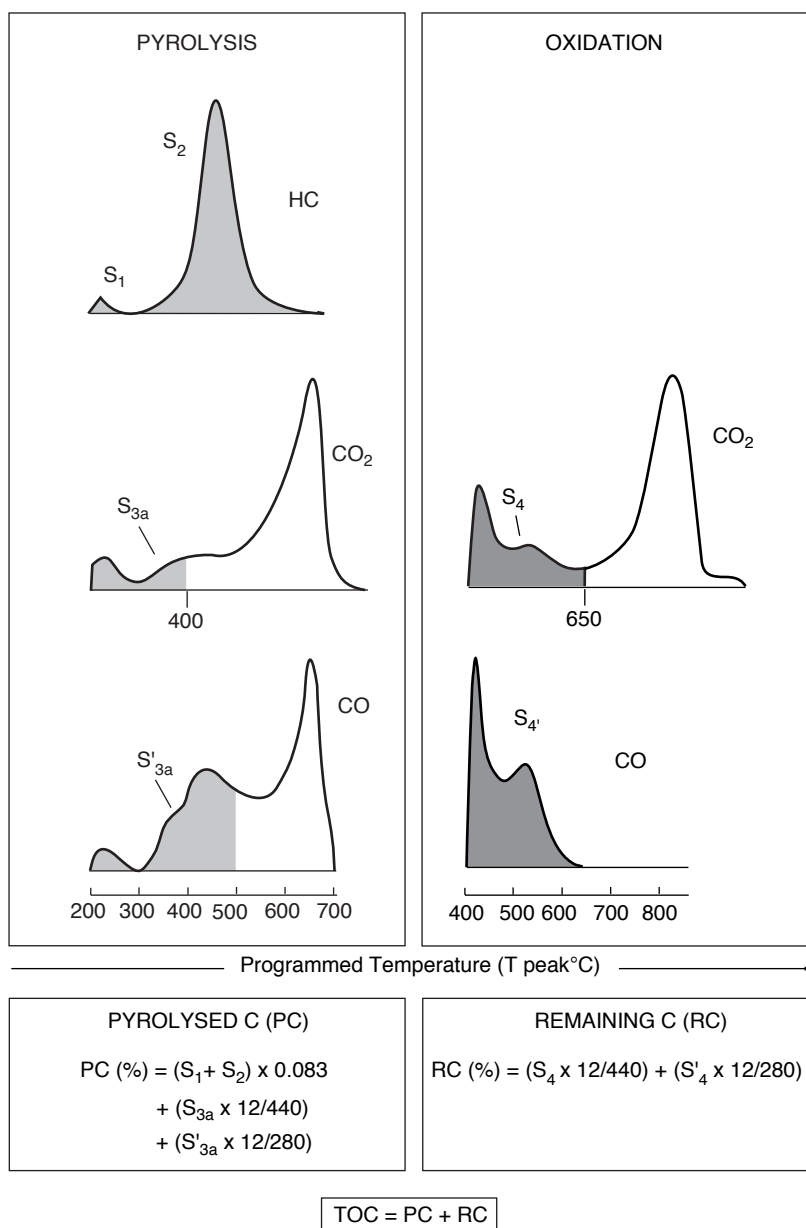 PYROLYSIS
S₂
HC
S₁
CO₂
S₃ₐ
400
CO
S'₃ₐ
200 300 400 500 600 700
OXIDATION
CO₂
S₄
650
S₄'
CO
400 500 600 700 800
Programmed Temperature (T peak°C)
PYROLYSED C (PC)
PC (%) = (S₁+ S₂) x 0.083
+ (S₃ₐ x 12/440)
+ (S'₃ₐ x 12/280)
REMAINING C (RC)
RC (%) = (S₄ x 12/440) + (S'₄ x 12/280)
TOC = PC + RC